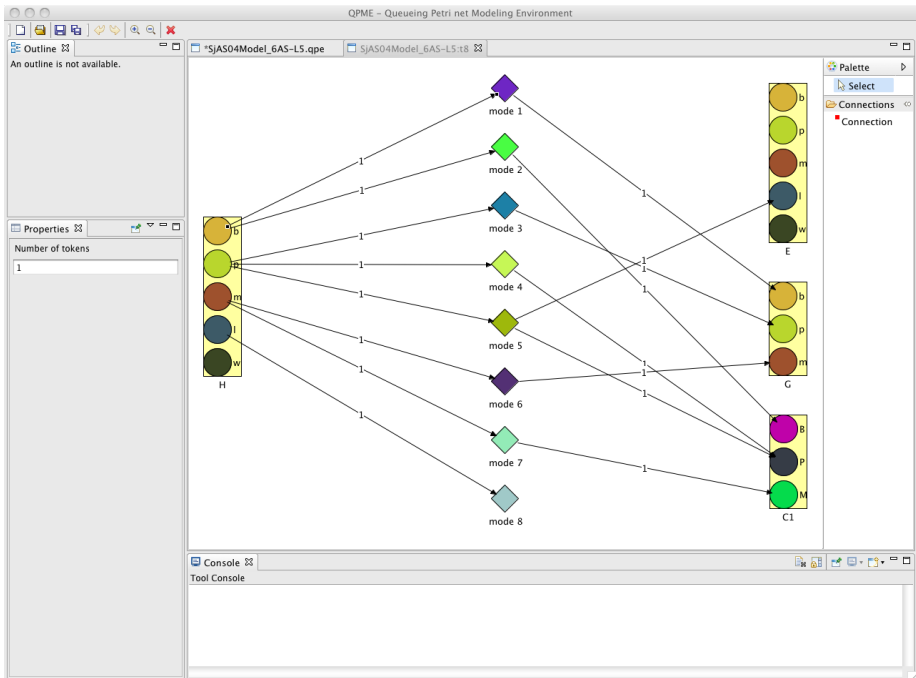 QPME - Queueing Petri net Modeling Environment
Outline
An outline is not available.
*SjAS04Model_6AS-L5.qpe
SjAS04Model_6AS-L5:t8
Palette
Select
Connections
Connection
Properties
Number of tokens
1
b
p
m
l
w
H
1
1
1
1
1
1
1
1
mode 1
mode 2
mode 3
mode 4
mode 5
mode 6
mode 7
mode 8
1
1
1
1
1
1
1
1
b
p
m
l
w
E
b
p
m
G
B
P
M
C1
Console
Tool Console